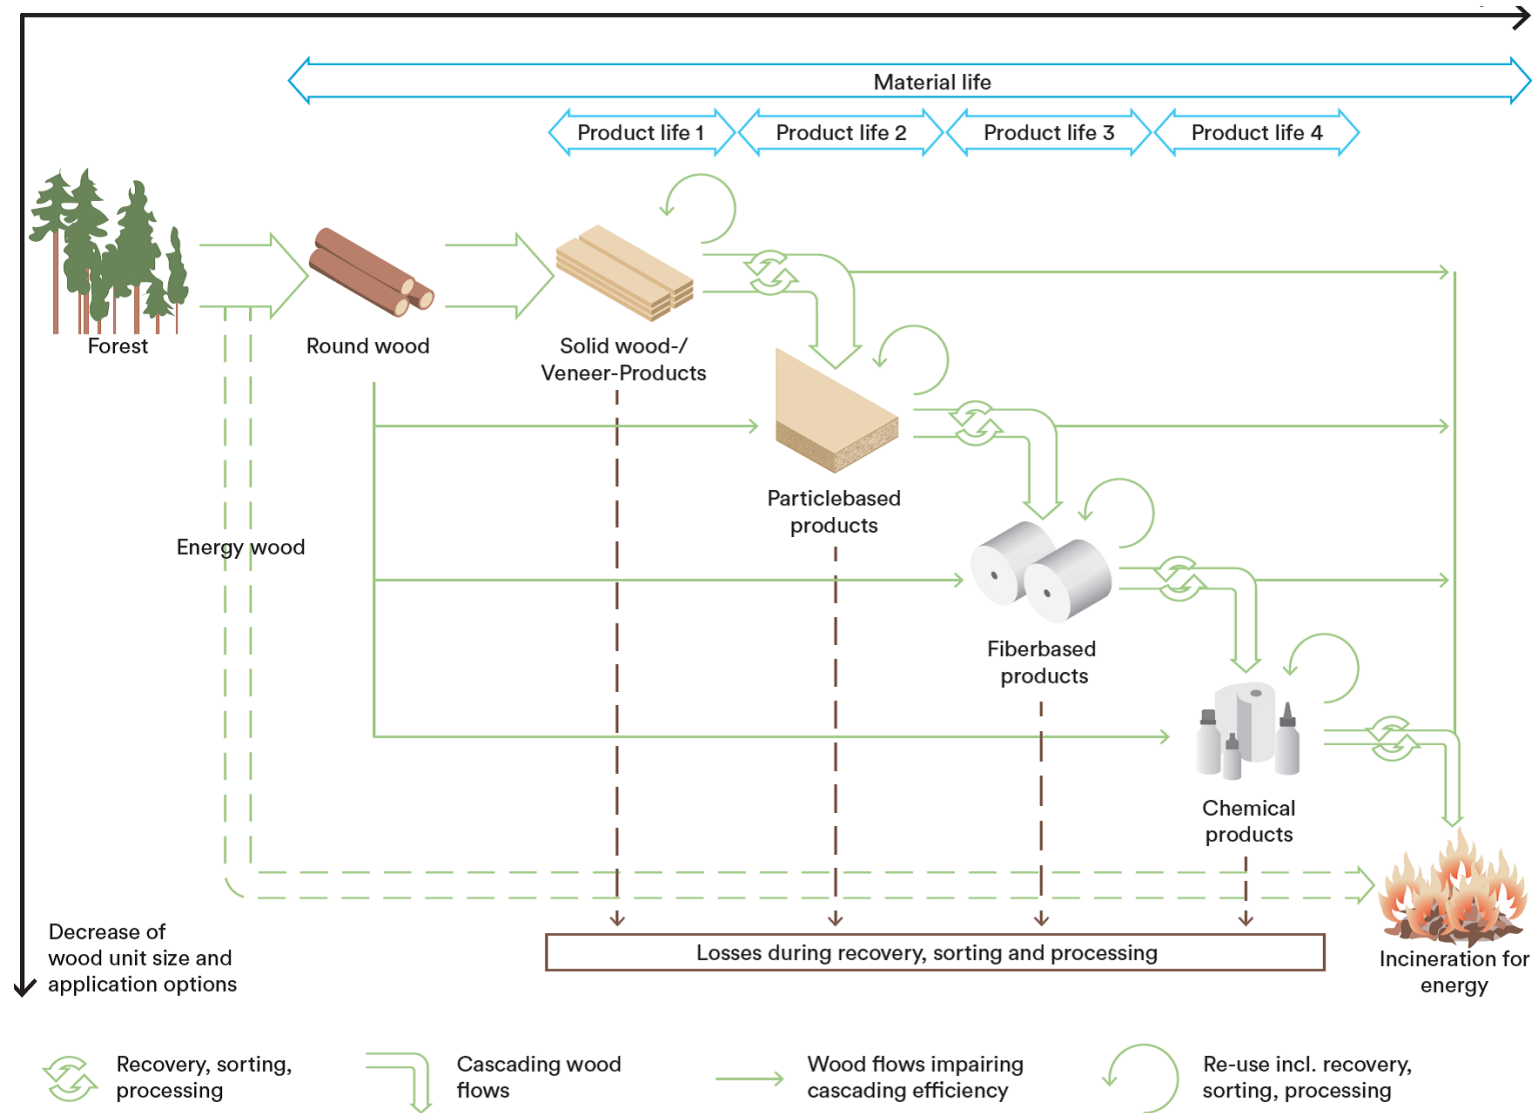 Material life
Product life 1
Product life 2
Product life 3
Product life 4
Forest
Round wood
Solid wood-/
Veneer-Products
Particlebased
products
Energy wood
Fiberbased
products
Chemical
products
Decrease of
wood unit size and
application options
Losses during recovery, sorting and processing
Incineration for
energy
Recovery, sorting,
processing
Cascading wood
flows
Wood flows impairing
cascading efficiency
Re-use incl. recovery,
sorting, processing